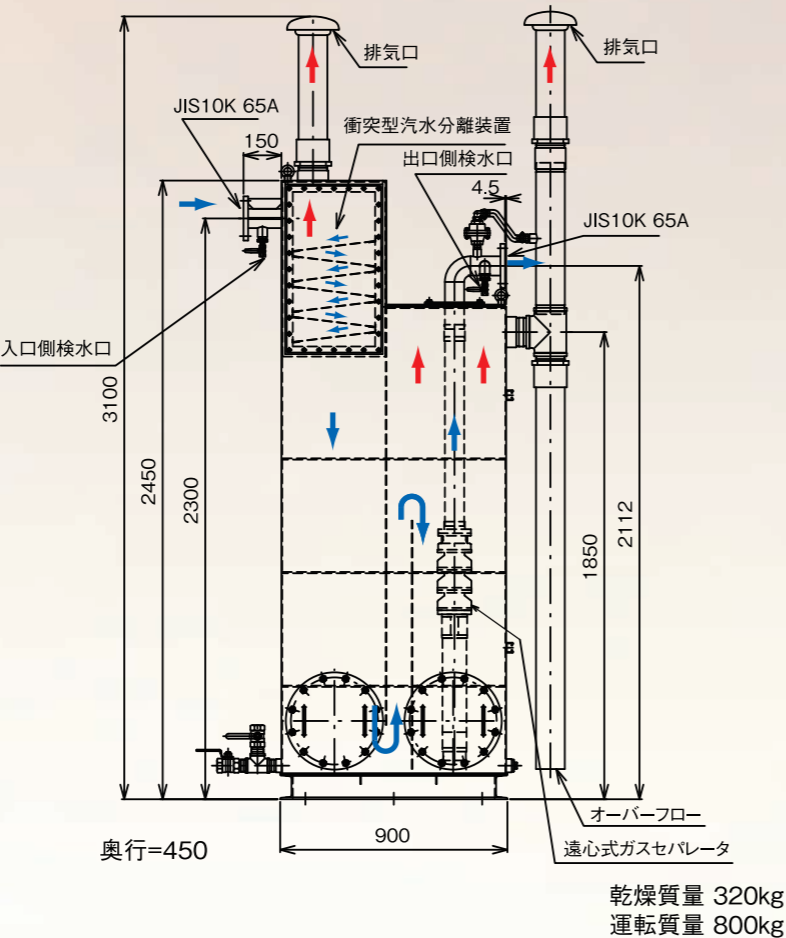 排気口
排気口
JIS10K 65A
150
衝突型汽水分離装置
出口側検水口
4.5
JIS10K 65A
入口側検水口
3100
2450
2300
1850
2112
オーバーフロー
900
奥行=450
遠心式ガスセパレータ
乾燥質量 320kg
運転質量 800kg